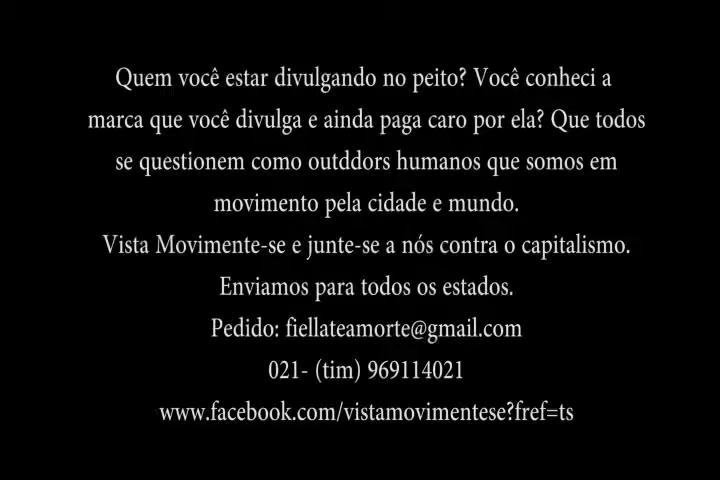 Quem você estar divulgando no peito? Você conheci a
marca que você divulga e ainda paga caro por ela? Que todos
se questionem como outddors humanos que somos em
movimento pela cidade e mundo.
Vista Movimente-se e junte-se a nós contra o capitalismo.
Enviamos para todos os estados.
Pedido: fiellateamorte@gmail.com
021- (tim) 969114021
www.facebook.com/vistamovimentese?fref=ts